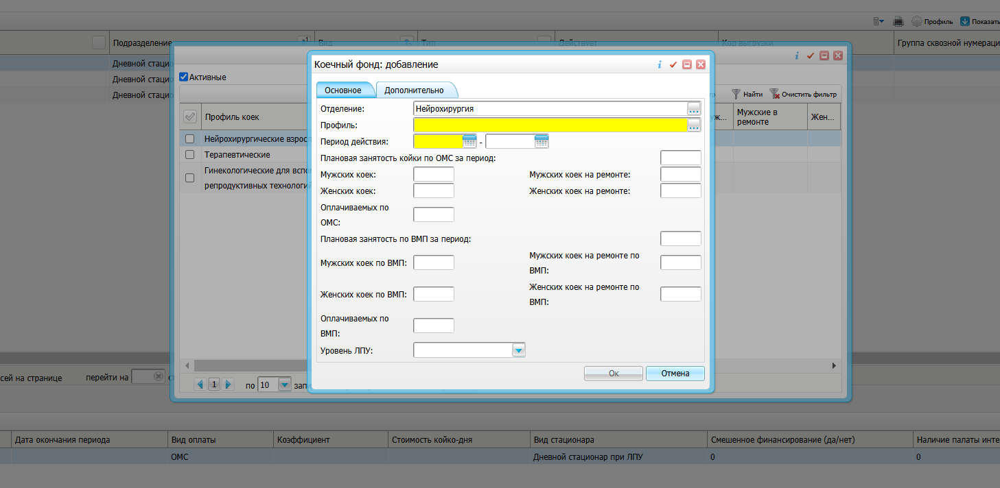 Профиль
Показать
Подразделение
1
Вид
Тип
Действует
Код выгрузки
Группа сквозной нумераци
Дневной стацио
Дневной стацио
Дневной стацио
Активные
Найти
Очистить фильтр
Профиль коек
Мужские в
ремонте
Жен...
Нейрохирургические взросл
Терапевтические
Гинекологические для вспо
репродуктивных технологий
Коечный фонд: добавление
Основное
Дополнительно
Отделение:
Нейрохирургия
...
Профиль:
...
Период действия:
-
Плановая занятость койки по ОМС за период:
Мужских коек:
Мужских коек на ремонте:
Женских коек:
Женских коек на ремонте:
Оплачиваемых по
ОМС:
Плановая занятость по ВМП за период:
Мужских коек по ВМП:
Мужских коек на ремонте по
ВМП:
Женских коек по ВМП:
Женских коек на ремонте по
ВМП:
Оплачиваемых по
ВМП:
Уровень ЛПУ:
Ок
Отмена
сей на странице
перейти на
1
по
10
запи
Дата окончания периода
Вид оплаты
Коэффициент
Стоимость койко-дня
Вид стационара
Смешенное финансирование (да/нет)
Наличие палаты инте
ОМС
Дневной стационар при ЛПУ
0
0